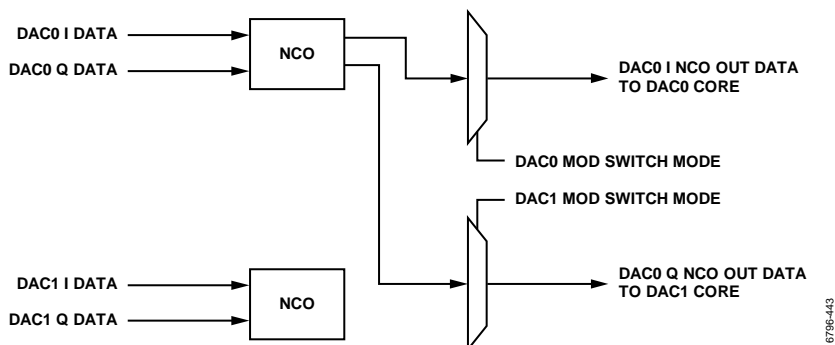 DAC0 I DATA
DAC0 Q DATA
NCO
DAC0 I NCO OUT DATA
TO DAC0 CORE
DAC0 MOD SWITCH MODE
DAC1 MOD SWITCH MODE
DAC1 I DATA
DAC1 Q DATA
NCO
DAC0 Q NCO OUT DATA
TO DAC1 CORE
6796-443